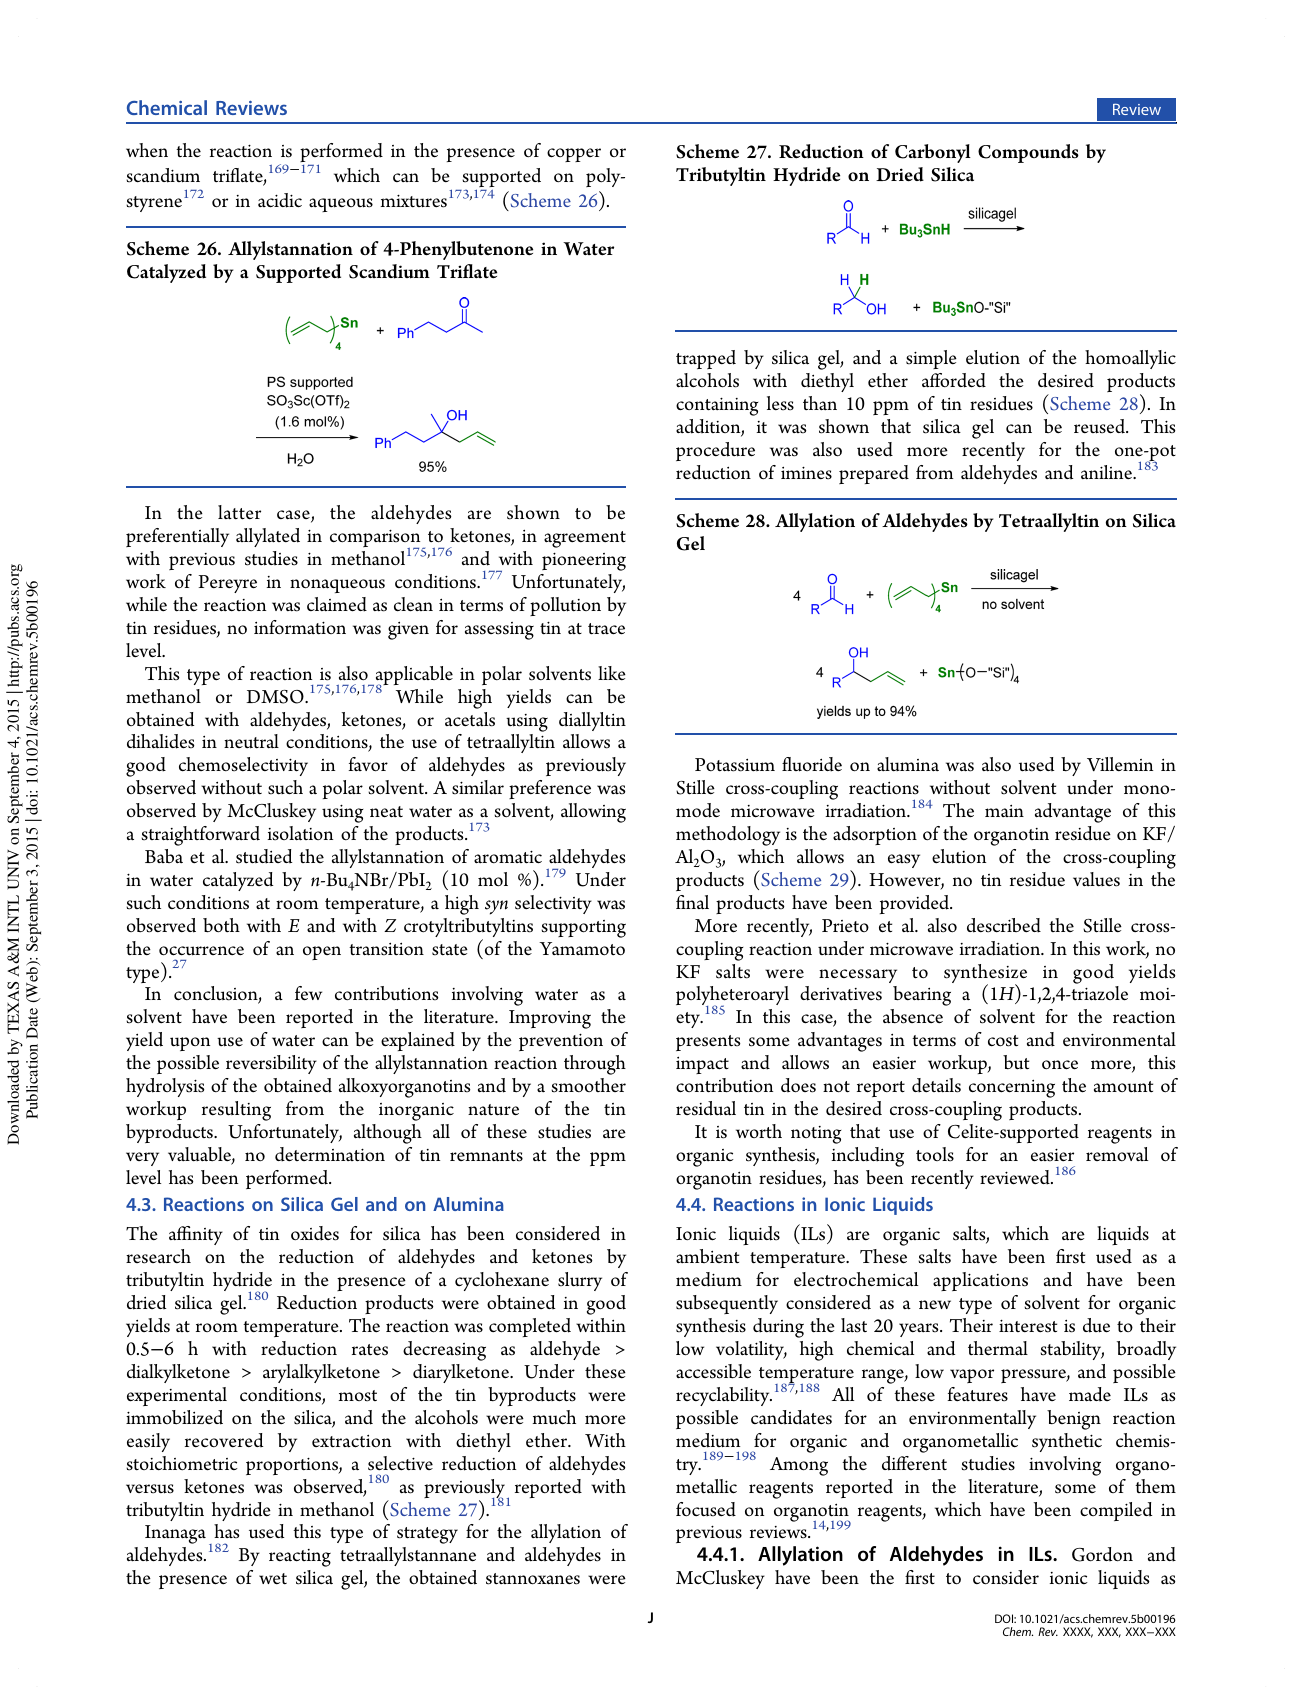 Chemical Reviews
Review
when the reaction is performed in the presence of copper or
scandium triflate,169−171 which can be supported on poly-
styrene172 or in acidic aqueous mixtures173,174 (Scheme 26).
Scheme 26. Allylstannation of 4-Phenylbutenone in Water
Catalyzed by a Supported Scandium Triflate
Sn
4
+
Ph
O
PS supported
SO3Sc(OTf)2
(1.6 mol%)
H2O
Ph
OH
95%
In the latter case, the aldehydes are shown to be
preferentially allylated in comparison to ketones, in agreement
with previous studies in methanol175,176 and with pioneering
work of Pereyre in nonaqueous conditions.177 Unfortunately,
while the reaction was claimed as clean in terms of pollution by
tin residues, no information was given for assessing tin at trace
level.
This type of reaction is also applicable in polar solvents like
methanol or DMSO.175,176,178 While high yields can be
obtained with aldehydes, ketones, or acetals using diallyltin
dihalides in neutral conditions, the use of tetraallyltin allows a
good chemoselectivity in favor of aldehydes as previously
observed without such a polar solvent. A similar preference was
observed by McCluskey using neat water as a solvent, allowing
a straightforward isolation of the products.173
Baba et al. studied the allylstannation of aromatic aldehydes
in water catalyzed by n-Bu4NBr/PbI2 (10 mol %).179 Under
such conditions at room temperature, a high syn selectivity was
observed both with E and with Z crotyltributyltins supporting
the occurrence of an open transition state (of the Yamamoto
type).27
In conclusion, a few contributions involving water as a
solvent have been reported in the literature. Improving the
yield upon use of water can be explained by the prevention of
the possible reversibility of the allylstannation reaction through
hydrolysis of the obtained alkoxyorganotins and by a smoother
workup resulting from the inorganic nature of the tin
byproducts. Unfortunately, although all of these studies are
very valuable, no determination of tin remnants at the ppm
level has been performed.
4.3. Reactions on Silica Gel and on Alumina
The affinity of tin oxides for silica has been considered in
research on the reduction of aldehydes and ketones by
tributyltin hydride in the presence of a cyclohexane slurry of
dried silica gel.180 Reduction products were obtained in good
yields at room temperature. The reaction was completed within
0.5−6 h with reduction rates decreasing as aldehyde >
dialkylketone > arylalkylketone > diarylketone. Under these
experimental conditions, most of the tin byproducts were
immobilized on the silica, and the alcohols were much more
easily recovered by extraction with diethyl ether. With
stoichiometric proportions, a selective reduction of aldehydes
versus ketones was observed,180 as previously reported with
tributyltin hydride in methanol (Scheme 27).181
Inanaga has used this type of strategy for the allylation of
aldehydes.182 By reacting tetraallylstannane and aldehydes in
the presence of wet silica gel, the obtained stannoxanes were
Scheme 27. Reduction of Carbonyl Compounds by
Tributyltin Hydride on Dried Silica
O
R H + Bu3SnH silicagel
H H
R OH + Bu3SnO-"Si"
trapped by silica gel, and a simple elution of the homoallylic
alcohols with diethyl ether afforded the desired products
containing less than 10 ppm of tin residues (Scheme 28). In
addition, it was shown that silica gel can be reused. This
procedure was also used more recently for the one-pot
reduction of imines prepared from aldehydes and aniline.183
Scheme 28. Allylation of Aldehydes by Tetraallyltin on Silica
Gel
4 R O H + Sn 4 silicagel
no solvent
OH
4 R + Sn(O−"Si")4
yields up to 94%
Potassium fluoride on alumina was also used by Villemin in
Stille cross-coupling reactions without solvent under mono-
mode microwave irradiation.184 The main advantage of this
methodology is the adsorption of the organotin residue on KF/
Al2O3, which allows an easy elution of the cross-coupling
products (Scheme 29). However, no tin residue values in the
final products have been provided.
More recently, Prieto et al. also described the Stille cross-
coupling reaction under microwave irradiation. In this work, no
KF salts were necessary to synthesize in good yields
polyheteroaryl derivatives bearing a (1H)-1,2,4-triazole moi-
ety.185 In this case, the absence of solvent for the reaction
presents some advantages in terms of cost and environmental
impact and allows an easier workup, but once more, this
contribution does not report details concerning the amount of
residual tin in the desired cross-coupling products.
It is worth noting that use of Celite-supported reagents in
organic synthesis, including tools for an easier removal of
organotin residues, has been recently reviewed.186
4.4. Reactions in Ionic Liquids
Ionic liquids (ILs) are organic salts, which are liquids at
ambient temperature. These salts have been first used as a
medium for electrochemical applications and have been
subsequently considered as a new type of solvent for organic
synthesis during the last 20 years. Their interest is due to their
low volatility, high chemical and thermal stability, broadly
accessible temperature range, low vapor pressure, and possible
recyclability.187,188 All of these features have made ILs as
possible candidates for an environmentally benign reaction
medium for organic and organometallic synthetic chemis-
try.189−198 Among the different studies involving organo-
metallic reagents reported in the literature, some of them
focused on organotin reagents, which have been compiled in
previous reviews.14,199
4.4.1. Allylation of Aldehydes in ILs. Gordon and
McCluskey have been the first to consider ionic liquids as
J
DOI: 10.1021/acs.chemrev.5b00196
Chem. Rev. XXXX, XXX, XXX−XXX
Downloaded by TEXAS A&M INTL UNIV on September 4, 2015 | http://pubs.acs.org
Publication Date (Web): September 3, 2015 | doi: 10.1021/acs.chemrev.5b00196